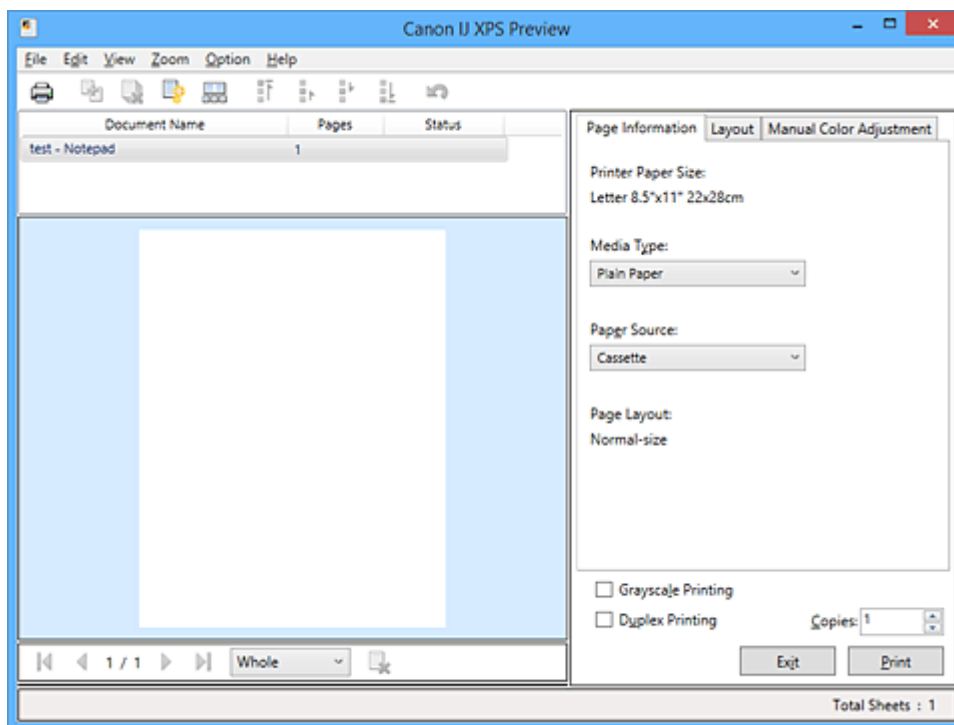 Canon IJ XPS Preview
File Edit View Zoom Option Help
Document Name Pages Status
test - Notepad 1
Page Information Layout Manual Color Adjustment
Printer Paper Size:
Letter 8.5"x11" 22x28cm
Media Type:
Plain Paper
Paper Source:
Cassette
Page Layout:
Normal-size
Grayscale Printing
Duplex Printing Copies: 1
1 / 1 Whole Exit Print
Total Sheets : 1